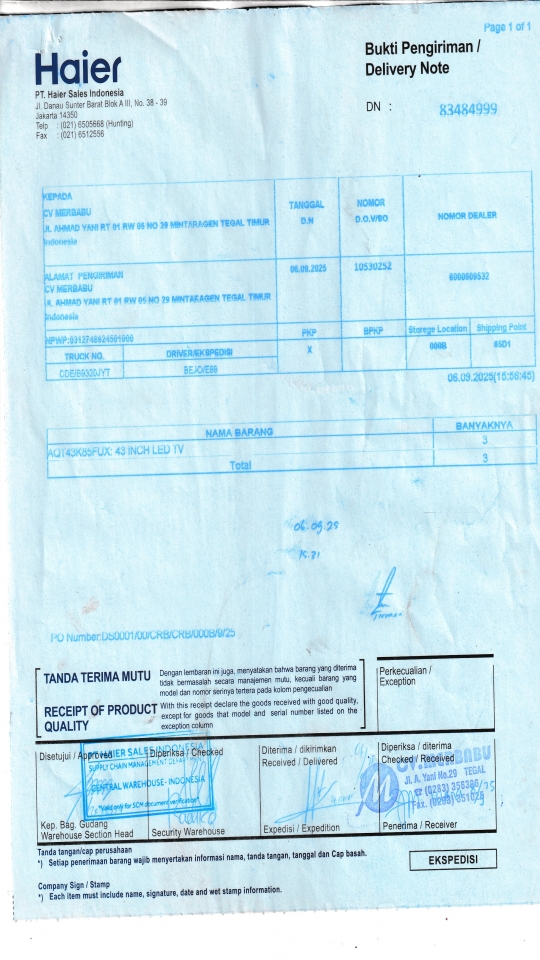 Page 1 of 1
Haier
Bukti Pengiriman /
Delivery Note
PT. Haier Sales Indonesia
Jl. Danau Sunter Barat Blok A III, No. 38 - 39
Jakarta 14350
Telp : (021) 6505668 (Hunting)
Fax : (021) 6512556
DN : 83484999
KEPADA
CV MERBABU
JL. AHMAD YANI RT 01 RW 05 NO 29 MINTARAGEN TEGAL TIMUR
Indonesia
TANGGAL
D.N
NOMOR
D.O.V/PO
NOMOR DEALER
ALAMAT PENGIRIMAN
CV MERBABU
JL. AHMAD YANI RT 01 RW 05 NO 29 MINTARAGEN TEGAL TIMUR
Indonesia
06.09.2025
10530252
NPWP:
PKP
BPKP
Storege Location
Shipping Point
TRUCK NO.
DRIVER/EKSPEDISI
X
000B
65D1
06.09.2025(15:56:45)
NAMA BARANG
BANYAKNYA
AQT43K85FUX: 43 INCH LED TV
3
Total
3
06.09.25
15.21
PO Number:DS0001/00/CRB/CRB/000B/9/25
TANDA TERIMA MUTU
Dengan lembaran ini juga, menyatakan bahwa barang yang diterima
tidak bermasalah secara manajemen mutu, kecuali barang yang
model dan nomor serinya tertera pada kolom pengecualian
RECEIPT OF PRODUCT
QUALITY
With this receipt declare the goods received with good quality,
except for goods that model and serial number listed on the
exception column
Perkecualian /
Exception
Disetujui / Approved
Diperiksa / Checked
Diterima / dikirimkan
Received / Delivered
Diperiksa / diterima
Checked / Received
PT HAIER SALES INDONESIA
SUPPLY CHAIN MANAGEMENT DEPARTMENT
CENTRAL WAREHOUSE- INDONESIA
*Valid only for SCM document verification*
CV. MERBABU
Jl. A. Yani No.29 TEGAL
Fax. (0283) 351025
Kep. Bag. Gudang
Warehouse Section Head
Security Warehouse
Expedisi / Expedition
Penerima / Receiver
Tanda tangan/cap perusahaan
*) Setiap penerimaan barang wajib menyertakan informasi nama, tanda tangan, tanggal dan Cap basah.
EKSPEDISI
Company Sign / Stamp
*) Each item must include name, signature, date and wet stamp information.